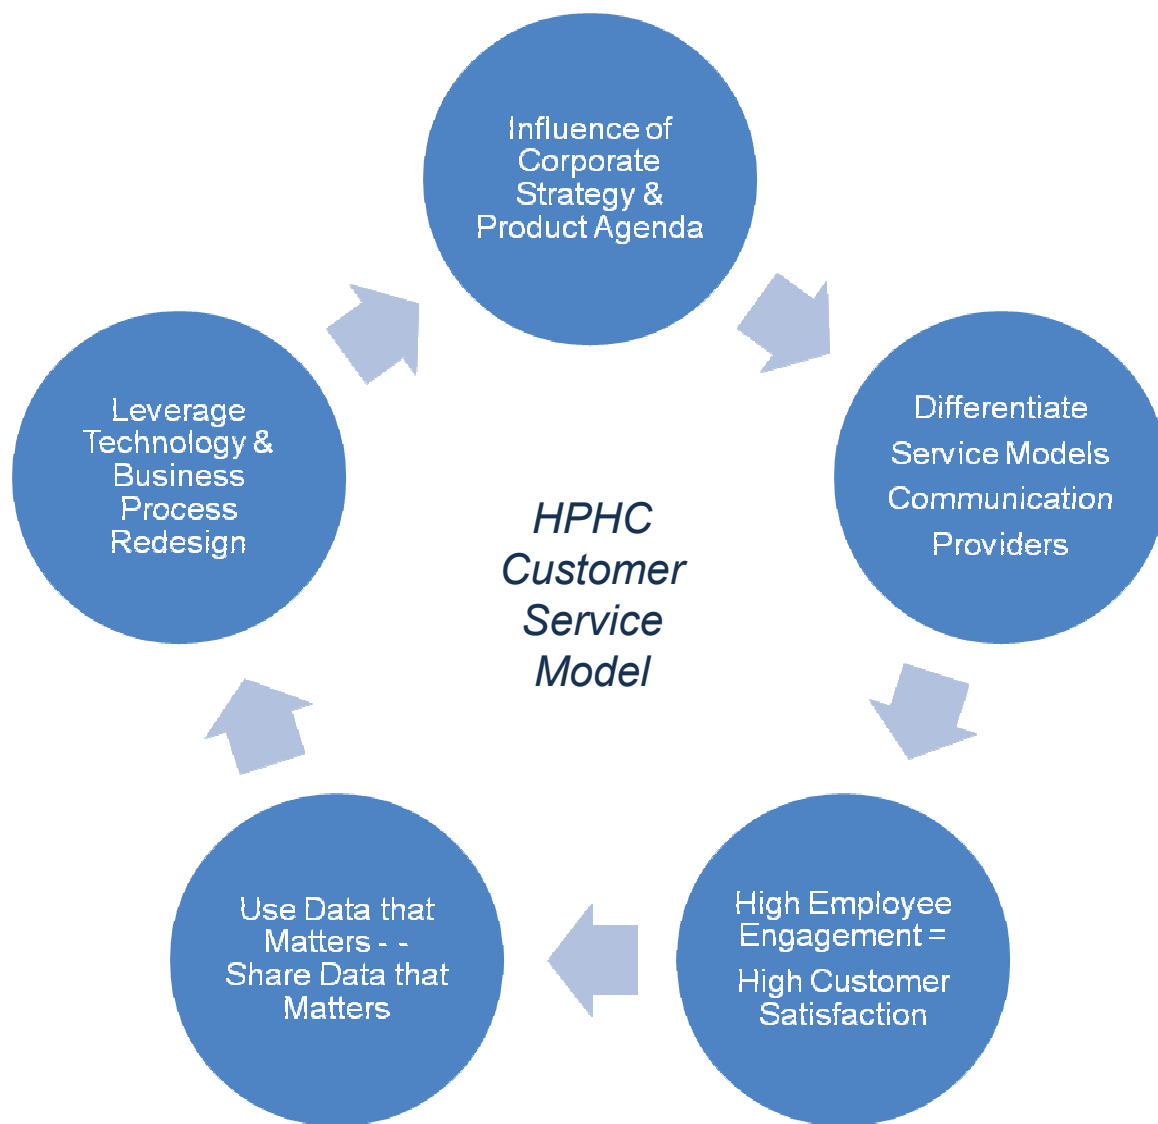 Influence of
Corporate
Strategy &
Product Agenda
Differentiate
Service Models
Communication
Providers
High Employee
Engagement =
High Customer
Satisfaction
Use Data that
Matters - -
Share Data that
Matters
Leverage
Technology &
Business
Process
Redesign
HPHC
Customer
Service
Model